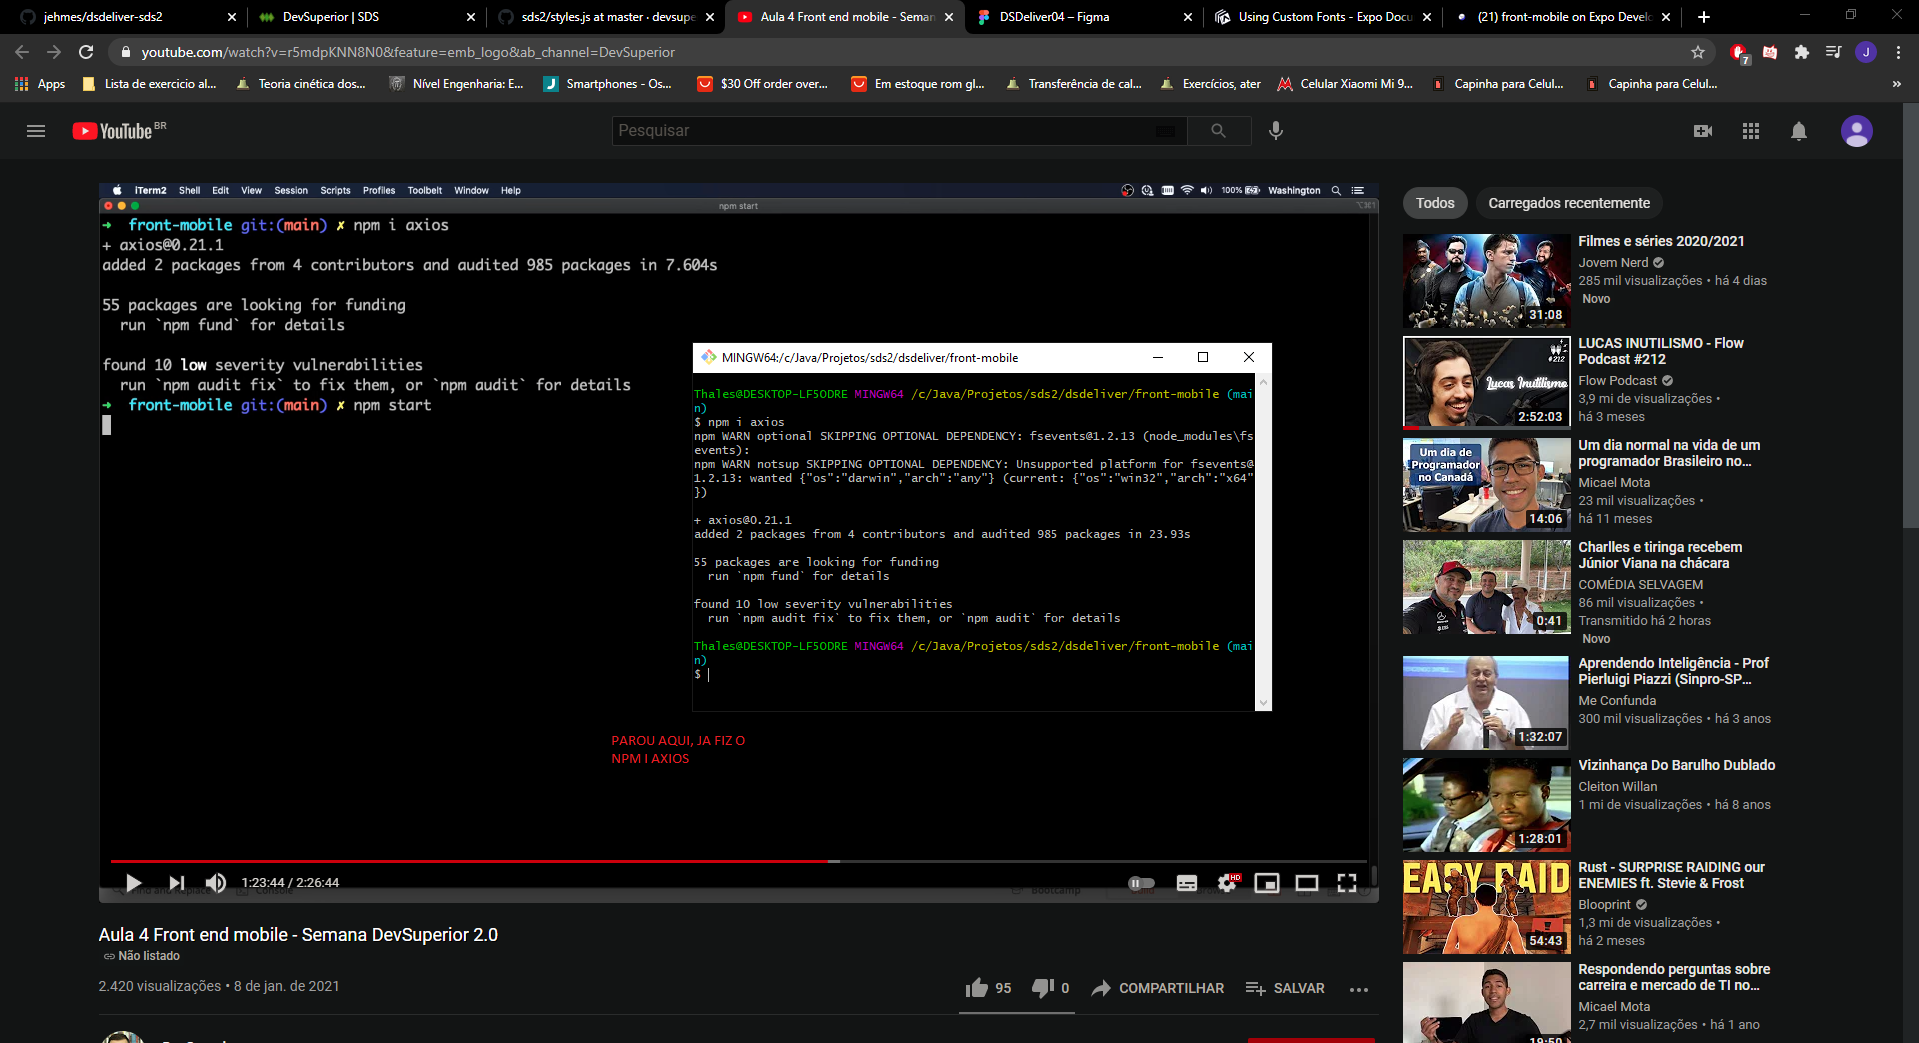 jehmes/dsdeliver-sds2
DevSuperior | SDS
sds2/styles.js at master · devsupe
Aula 4 Front end mobile - Seman
DSDeliver04 – Figma
Using Custom Fonts - Expo Docu
(21) front-mobile on Expo Develo
youtube.com/watch?v=r5mdpKNN8N0&feature=emb_logo&ab_channel=DevSuperior
7
J
Apps
Lista de exercicio al...
Teoria cinética dos...
Nível Engenharia: E...
Smartphones - Os...
$30 Off order over...
Em estoque rom gl...
Transferência de cal...
Exercícios, ater
Celular Xiaomi Mi 9...
Capinha para Celul...
Capinha para Celul...
»
YouTube BR
Pesquisar
iTerm2 Shell Edit View Session Scripts Profiles Toolbelt Window Help
100% Washington
npm start
➜ front-mobile git:(main) ✗ npm i axios
+ axios@0.21.1
added 2 packages from 4 contributors and audited 985 packages in 7.604s
55 packages are looking for funding
run `npm fund` for details
found 10 low severity vulnerabilities
run `npm audit fix` to fix them, or `npm audit` for details
➜ front-mobile git:(main) ✗ npm start
MINGW64:/c/Java/Projetos/sds2/dsdeliver/front-mobile
Thales@DESKTOP-LF5ODRE MINGW64 /c/Java/Projetos/sds2/dsdeliver/front-mobile (mai
n)
$ npm i axios
npm WARN optional SKIPPING OPTIONAL DEPENDENCY: fsevents@1.2.13 (node_modules\fs
events):
npm WARN notsup SKIPPING OPTIONAL DEPENDENCY: Unsupported platform for fsevents@
1.2.13: wanted {"os":"darwin","arch":"any"} (current: {"os":"win32","arch":"x64"
})
+ axios@0.21.1
added 2 packages from 4 contributors and audited 985 packages in 23.93s
55 packages are looking for funding
run `npm fund` for details
found 10 low severity vulnerabilities
run `npm audit fix` to fix them, or `npm audit` for details
Thales@DESKTOP-LF5ODRE MINGW64 /c/Java/Projetos/sds2/dsdeliver/front-mobile (mai
n)
$
PAROU AQUI, JA FIZ O
NPM I AXIOS
1:23:44 / 2:26:44
HD
Aula 4 Front end mobile - Semana DevSuperior 2.0
Não listado
2.420 visualizações • 8 de jan. de 2021
95
0
COMPARTILHAR
SALVAR
Todos
Carregados recentemente
31:08
Filmes e séries 2020/2021
Jovem Nerd
285 mil visualizações • há 4 dias
Novo
#212
Lucas Inutilismo
2:52:03
LUCAS INUTILISMO - Flow
Podcast #212
Flow Podcast
3,9 mi de visualizações •
há 3 meses
Um dia de
Programador
no Canadá
14:06
Um dia normal na vida de um
programador Brasileiro no...
Micael Mota
23 mil visualizações •
há 11 meses
0:41
Charlles e tiringa recebem
Júnior Viana na chácara
COMÉDIA SELVAGEM
86 mil visualizações •
Transmitido há 2 horas
Novo
1:32:07
Aprendendo Inteligência - Prof
Pierluigi Piazzi (Sinpro-SP...
Me Confunda
300 mil visualizações • há 3 anos
1:28:01
Vizinhança Do Barulho Dublado
Cleiton Willan
1 mi de visualizações • há 8 anos
EASY RAID
54:43
Rust - SURPRISE RAIDING our
ENEMIES ft. Stevie & Frost
Blooprint
1,3 mi de visualizações •
há 2 meses
Respondendo perguntas sobre
carreira e mercado de TI no...
Micael Mota
2,7 mil visualizações • há 1 ano